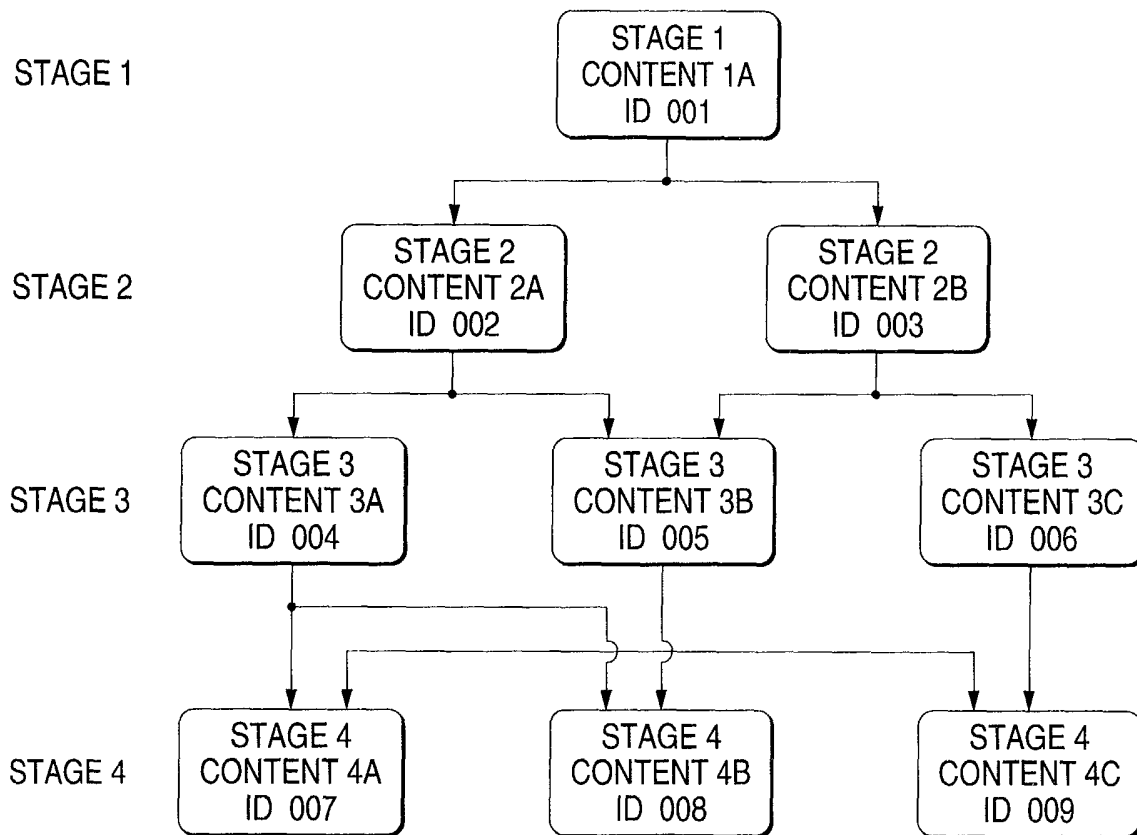 STAGE 1
STAGE 1
CONTENT 1A
ID 001
STAGE 2
STAGE 2
CONTENT 2A
ID 002
STAGE 2
CONTENT 2B
ID 003
STAGE 3
STAGE 3
CONTENT 3A
ID 004
STAGE 3
CONTENT 3B
ID 005
STAGE 3
CONTENT 3C
ID 006
STAGE 4
STAGE 4
CONTENT 4A
ID 007
STAGE 4
CONTENT 4B
ID 008
STAGE 4
CONTENT 4C
ID 009